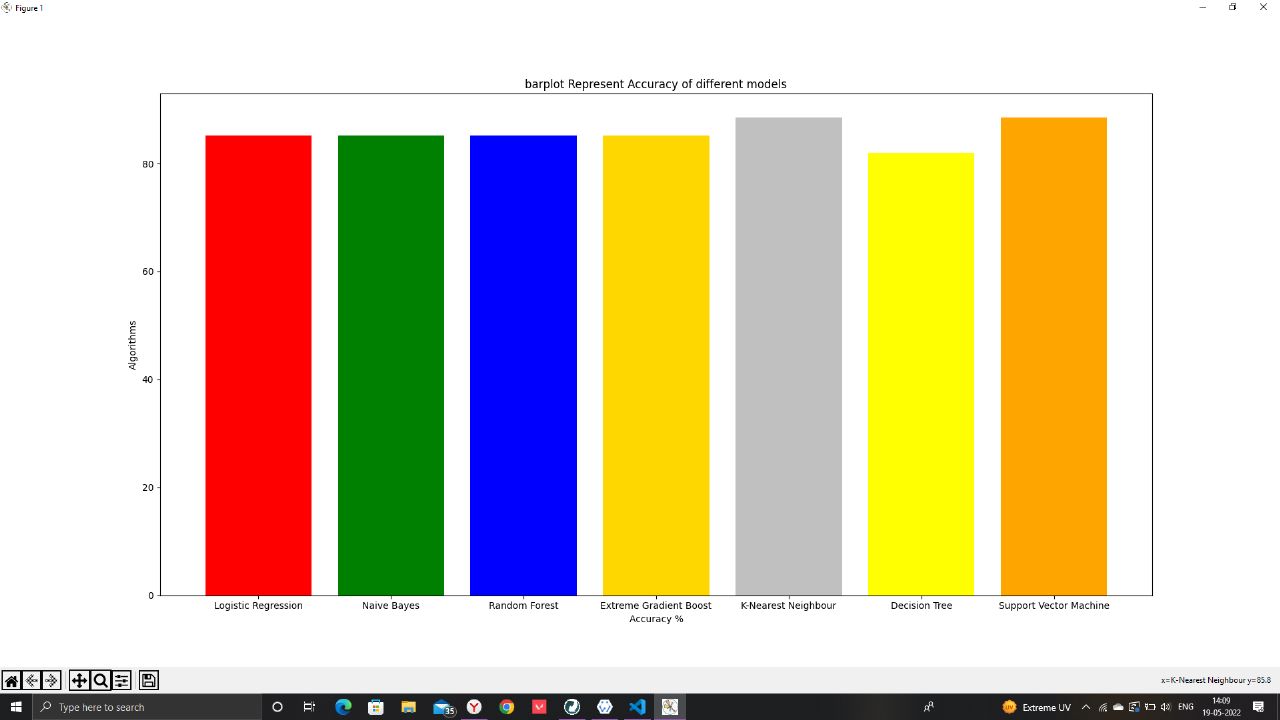 Figure 1
barplot Represent Accuracy of different models
80
60
40
20
0
Algorithms
Logistic Regression Naive Bayes Random Forest Extreme Gradient Boost K-Nearest Neighbour Decision Tree Support Vector Machine
Accuracy %
x=K-Nearest Neighbour y=85.8
Type here to search
35
Extreme UV
ENG
14:09
19-05-2022